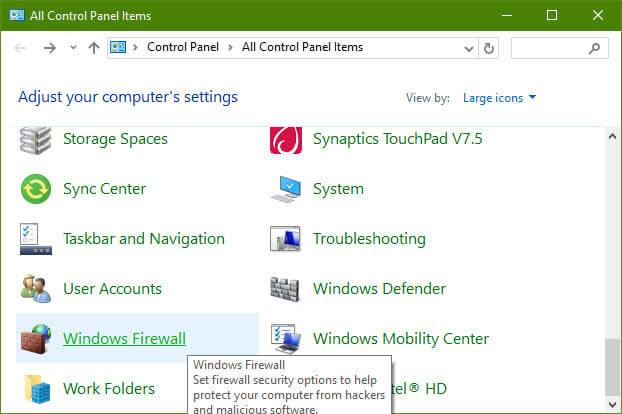 All Control Panel Items
Control Panel All Control Panel Items
Adjust your computer's settings
View by: Large icons
Storage Spaces
Synaptics TouchPad V7.5
Sync Center
System
Taskbar and Navigation
Troubleshooting
User Accounts
Windows Defender
Windows Firewall
Windows Mobility Center
Windows Firewall
Set firewall security options to help
protect your computer from hackers
and malicious software.
Work Folders
HD